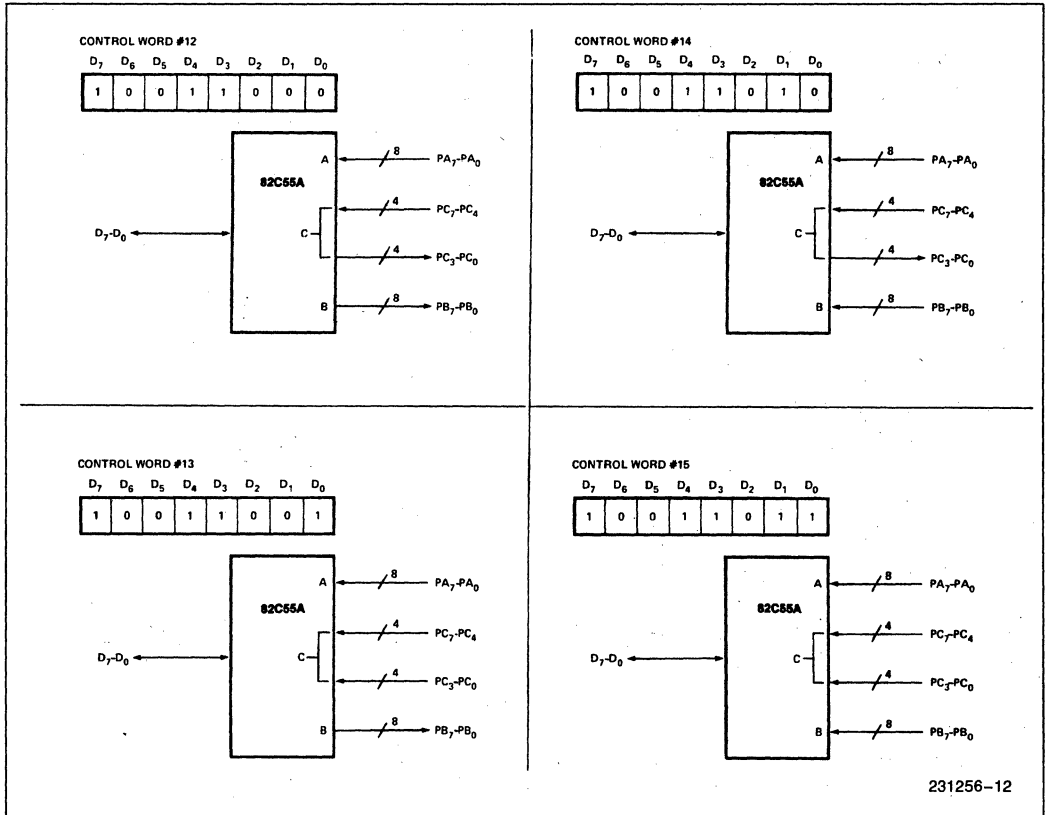 CONTROL WORD #12
D7 D6 D5 D4 D3 D2 D1 D0
1 0 0 1 1 0 0 0
82C55A
A
8
PA7-PA0
4
PC7-PC4
D7-D0
C
4
PC3-PC0
B
8
PB7-PB0
CONTROL WORD #14
D7 D6 D5 D4 D3 D2 D1 D0
1 0 0 1 1 0 1 0
82C55A
A
8
PA7-PA0
4
PC7-PC4
D7-D0
C
4
PC3-PC0
B
8
PB7-PB0
CONTROL WORD #13
D7 D6 D5 D4 D3 D2 D1 D0
1 0 0 1 1 0 0 1
82C55A
A
8
PA7-PA0
4
PC7-PC4
D7-D0
C
4
PC3-PC0
B
8
PB7-PB0
CONTROL WORD #15
D7 D6 D5 D4 D3 D2 D1 D0
1 0 0 1 1 0 1 1
82C55A
A
8
PA7-PA0
4
PC7-PC4
D7-D0
C
4
PC3-PC0
B
8
PB7-PB0
231256–12